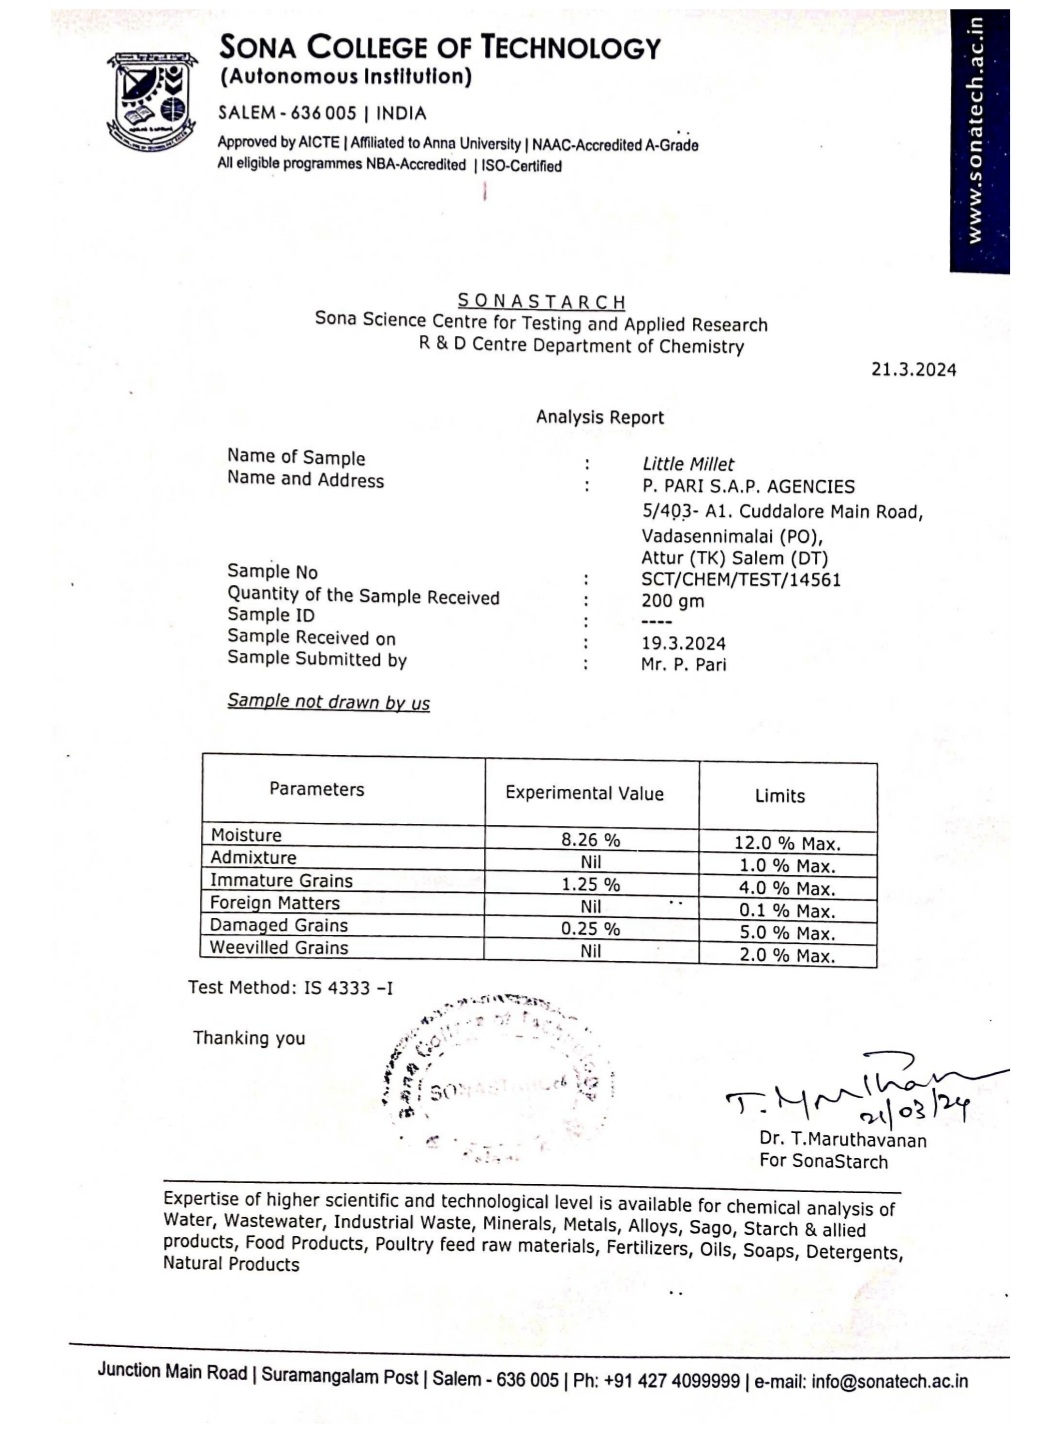 SONA COLLEGE OF TECHNOLOGY
(Autonomous Institution)
SALEM - 636 005 | INDIA
Approved by AICTE | Affiliated to Anna University | NAAC-Accredited A-Grade
All eligible programmes NBA-Accredited | ISO-Certified
www.sonatech.ac.in
SONASTARCH
Sona Science Centre for Testing and Applied Research
R & D Centre Department of Chemistry
21.3.2024
Analysis Report
Name of Sample : Little Millet
Name and Address : P. PARI S.A.P. AGENCIES
5/403- A1. Cuddalore Main Road,
Vadasennimalai (PO),
Attur (TK) Salem (DT)
Sample No : SCT/CHEM/TEST/14561
Quantity of the Sample Received : 200 gm
Sample ID : ----
Sample Received on : 19.3.2024
Sample Submitted by : Mr. P. Pari
Sample not drawn by us
Parameters Experimental Value Limits
Moisture 8.26 % 12.0 % Max.
Admixture Nil 1.0 % Max.
Immature Grains 1.25 % 4.0 % Max.
Foreign Matters Nil 0.1 % Max.
Damaged Grains 0.25 % 5.0 % Max.
Weevilled Grains Nil 2.0 % Max.
Test Method: IS 4333 –I
Thanking you
Sona College of Technology
21/03/24
Dr. T.Maruthavanan
For SonaStarch
Expertise of higher scientific and technological level is available for chemical analysis of
Water, Wastewater, Industrial Waste, Minerals, Metals, Alloys, Sago, Starch & allied
products, Food Products, Poultry feed raw materials, Fertilizers, Oils, Soaps, Detergents,
Natural Products
Junction Main Road | Suramangalam Post | Salem - 636 005 | Ph: +91 427 4099999 | e-mail: info@sonatech.ac.in